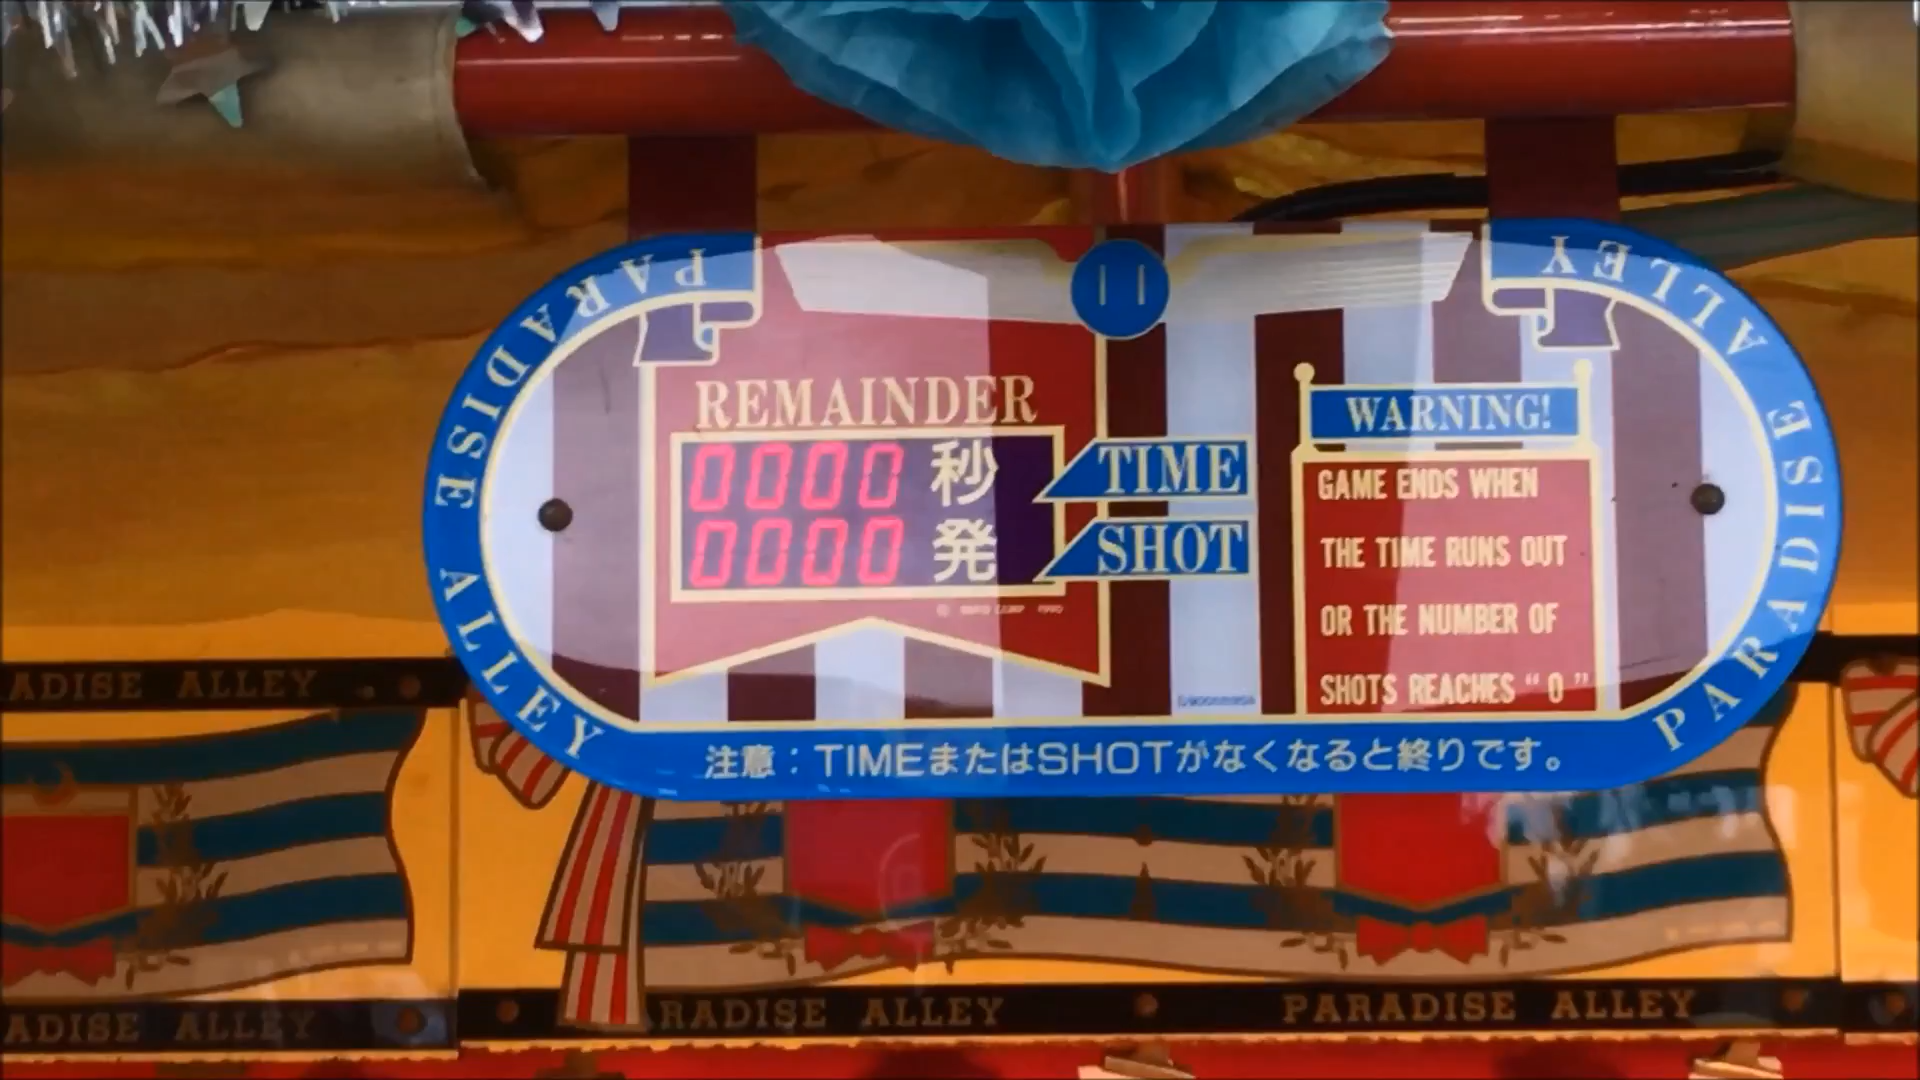 PARADISE ALLEY
11
PARADISE ALLEY
REMAINDER
0000 秒
TIME
0000 発
SHOT
WARNING!
GAME ENDS WHEN
THE TIME RUNS OUT
OR THE NUMBER OF
SHOTS REACHES “0”
注意：TIMEまたはSHOTがなくなると終りです。
ADISE ALLEY
ADISE ALLEY
RADISE ALLEY
PARADISE ALLEY